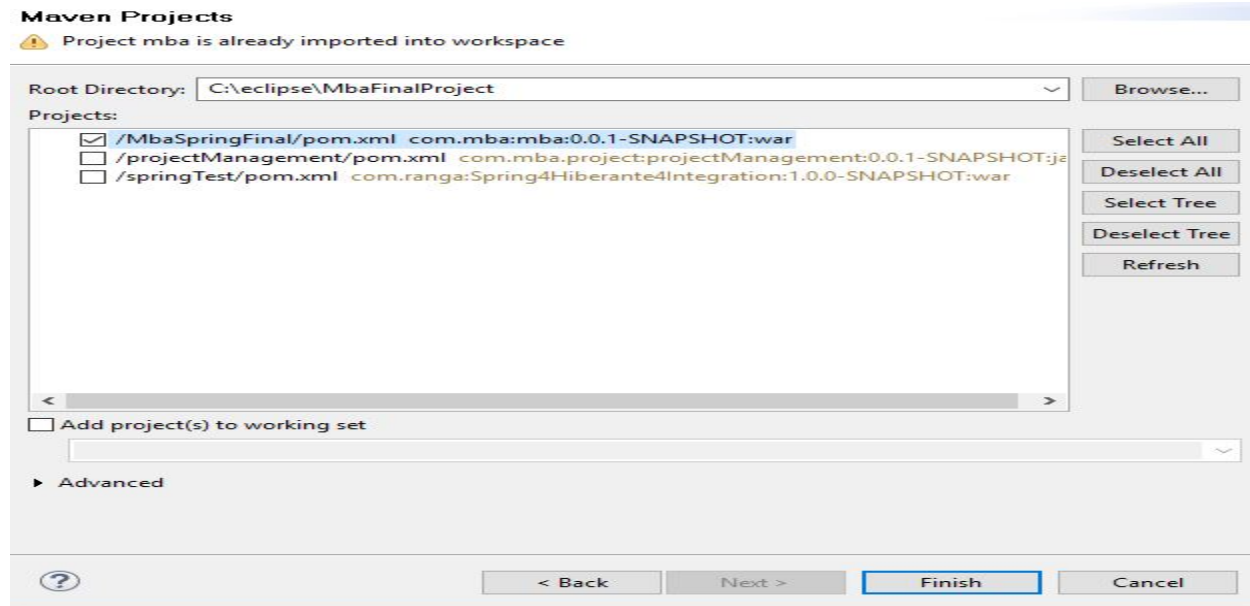 Maven Projects
Project mba is already imported into workspace
Root Directory: C:\eclipse\MbaFinalProject Browse...
Projects:
/MbaSpringFinal/pom.xml com.mba:mba:0.0.1-SNAPSHOT:war Select All
/projectManagement/pom.xml com.mba.project:projectManagement:0.0.1-SNAPSHOT:ja
/springTest/pom.xml com.ranga:Spring4Hiberante4Integration:1.0.0-SNAPSHOT:war Deselect All
Select Tree
Deselect Tree
Refresh
Add project(s) to working set
Advanced
? < Back Next > Finish Cancel